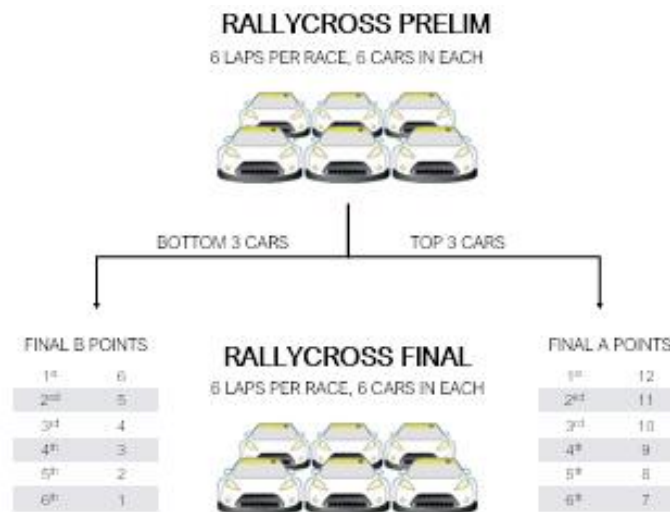 RALLYCROSS PRELIM
6 LAPS PER RACE, 6 CARS IN EACH
BOTTOM 3 CARS
TOP 3 CARS
FINAL B POINTS
1st 6
2nd 5
3rd 4
4th 3
5th 2
6th 1
RALLYCROSS FINAL
6 LAPS PER RACE, 6 CARS IN EACH
FINAL A POINTS
1st 12
2nd 11
3rd 10
4th 9
5th 8
6th 7